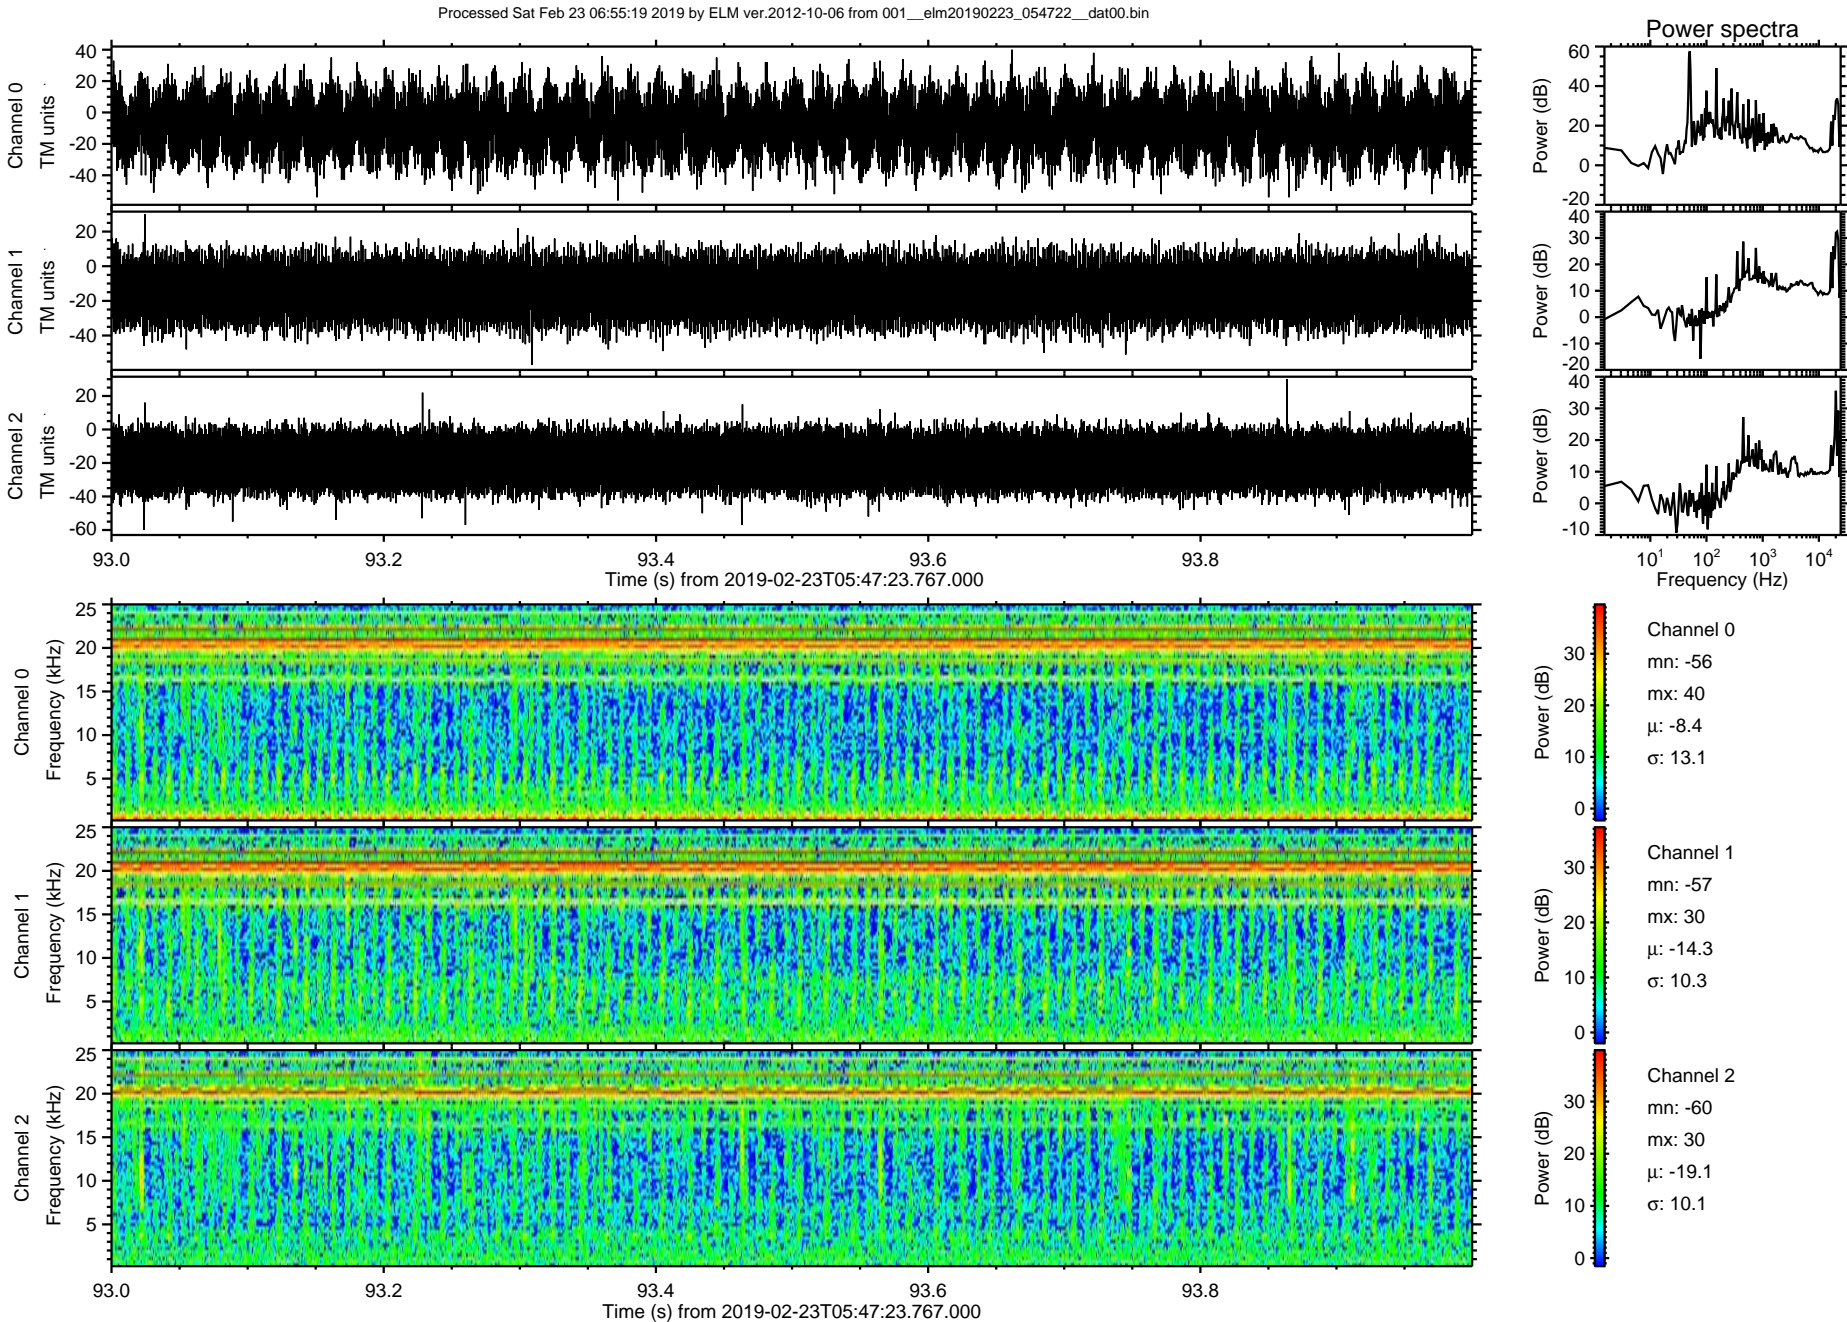 Processed Sat Feb 23 06:55:19 2019 by ELM ver.2012-10-06 from 001__elm20190223_054722__dat00.bin
Power spectra
Channel 0
TM units
40
20
0
-20
-40
Power (dB)
60
40
20
0
-20
Channel 1
TM units
20
0
-20
-40
Power (dB)
40
30
20
10
0
-10
-20
Channel 2
TM units
20
0
-20
-40
-60
Power (dB)
40
30
20
10
0
-10
93.0 93.2 93.4 93.6 93.8
Time (s) from 2019-02-23T05:47:23.767.000
10¹ 10² 10³ 10⁴
Frequency (Hz)
Channel 0
Frequency (kHz)
25
20
15
10
5
Power (dB)
30
20
10
0
Channel 0
mn: -56
mx: 40
μ: -8.4
σ: 13.1
Channel 1
Frequency (kHz)
25
20
15
10
5
Power (dB)
30
20
10
0
Channel 1
mn: -57
mx: 30
μ: -14.3
σ: 10.3
Channel 2
Frequency (kHz)
25
20
15
10
5
Power (dB)
30
20
10
0
Channel 2
mn: -60
mx: 30
μ: -19.1
σ: 10.1
93.0 93.2 93.4 93.6 93.8
Time (s) from 2019-02-23T05:47:23.767.000